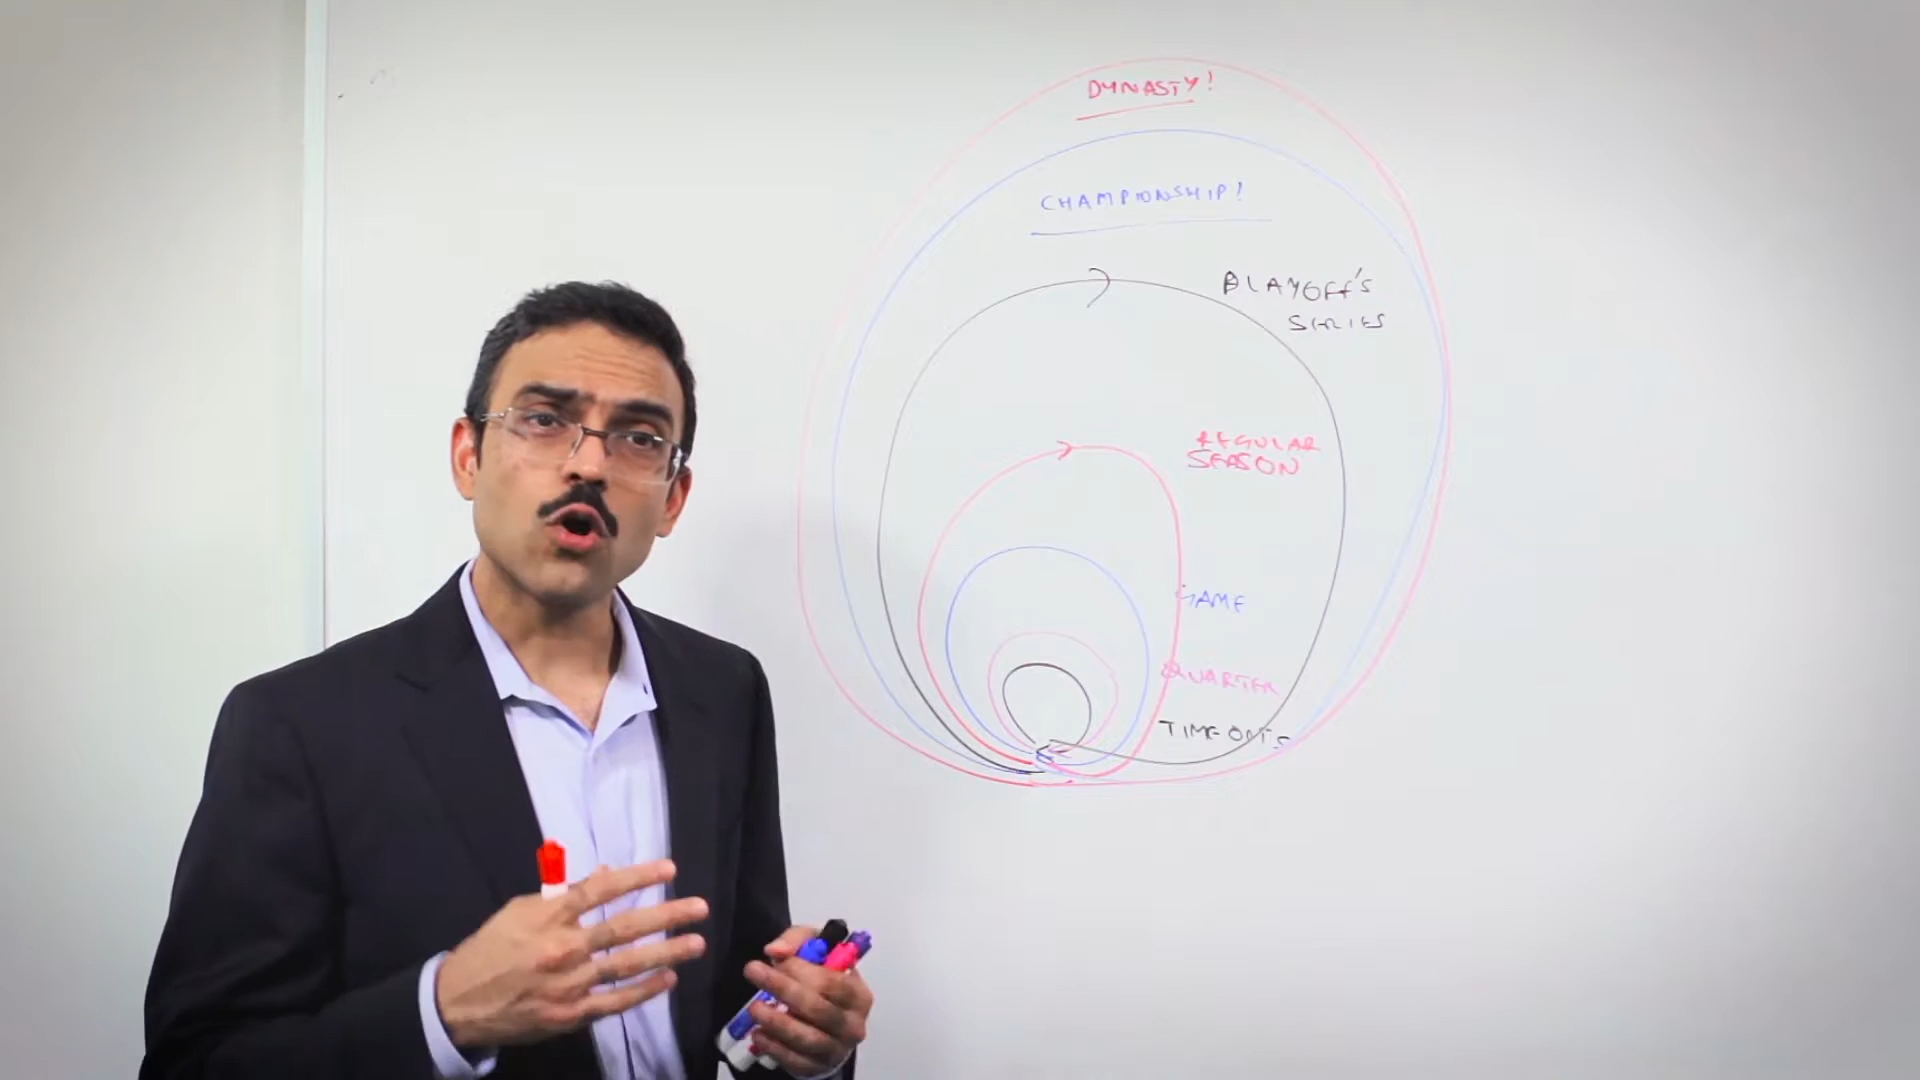 DYNASTY!
CHAMPIONSHIP!
PLAYOFF'S
SERIES
REGULAR
SEASON
GAME
QUARTER
TIMEOUTS